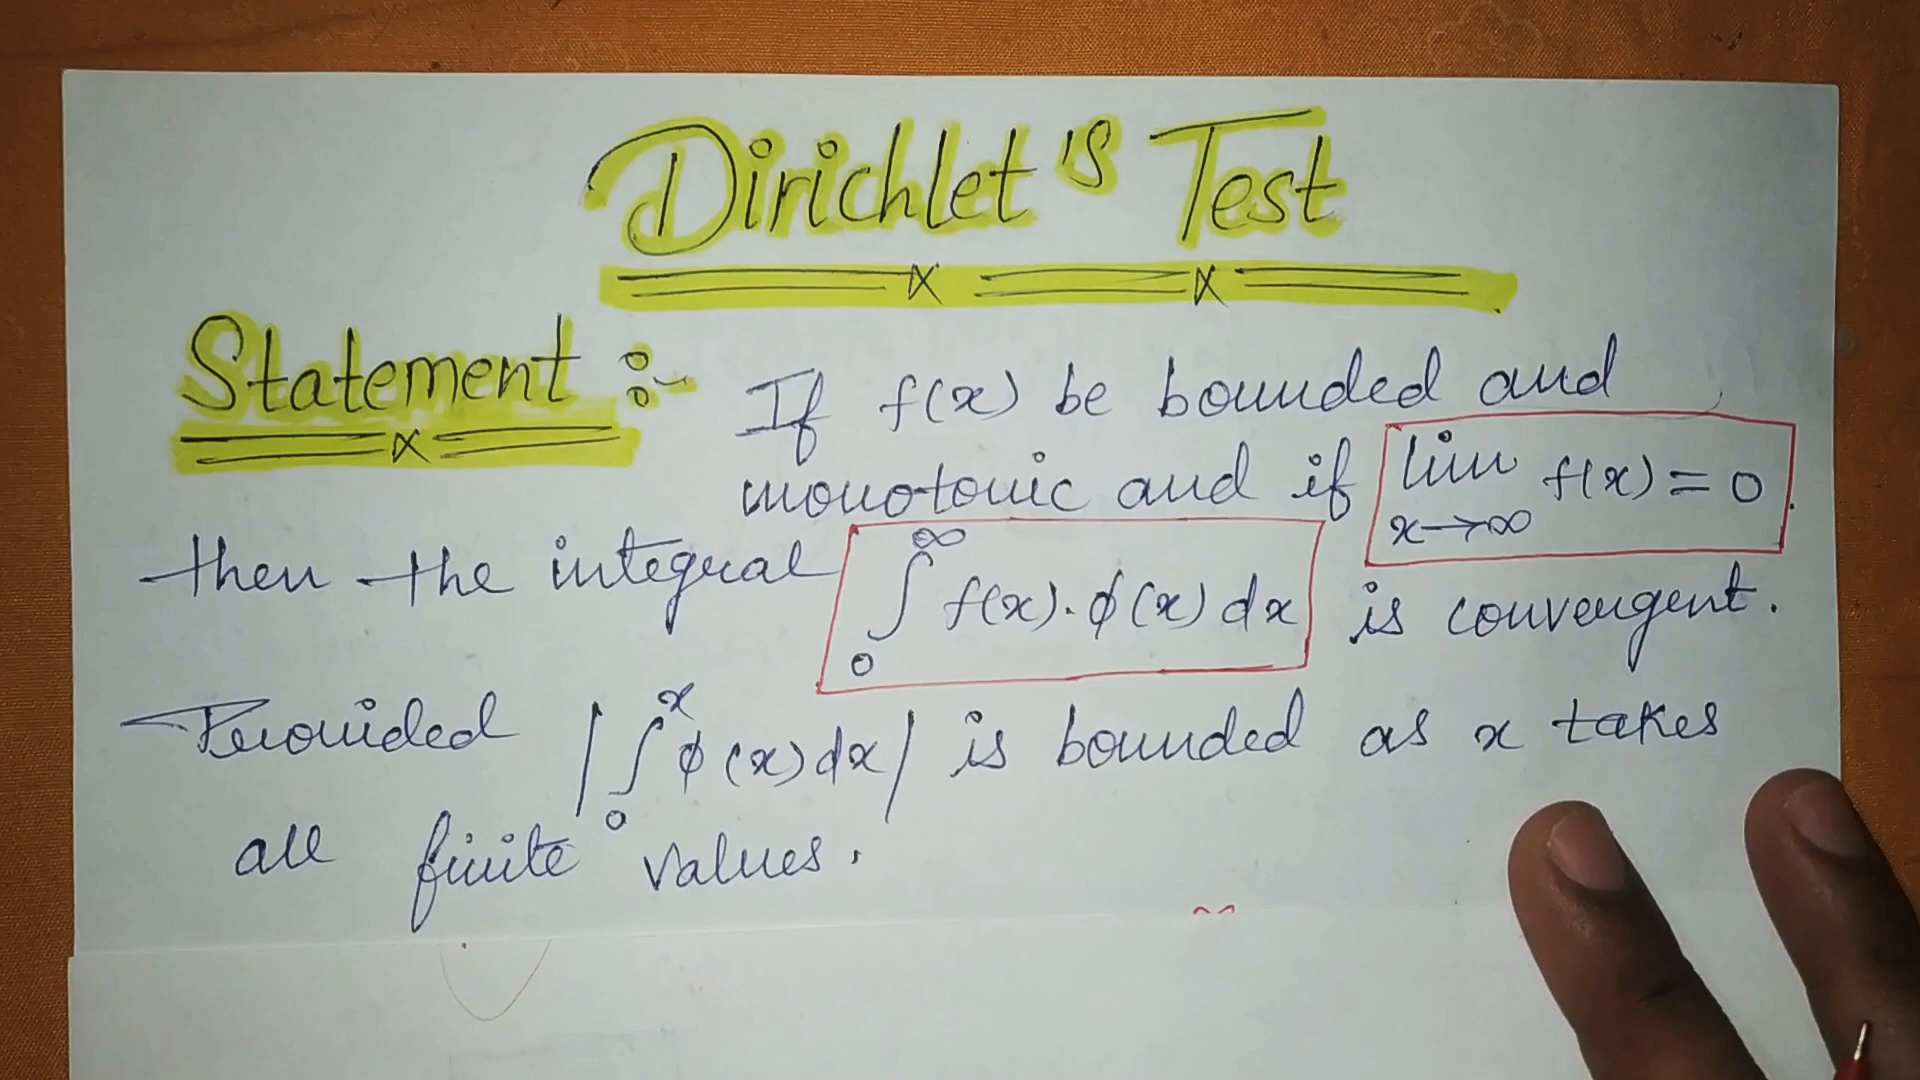 Dirichlet's Test
Statement :- If f(x) be bounded and
monotonic and if lim x→∞ f(x) = 0.
then the integral ∫₀^∞ f(x).ϕ(x) dx is convergent.
Provided |∫₀^x ϕ(x) dx| is bounded as x takes
all finite values.